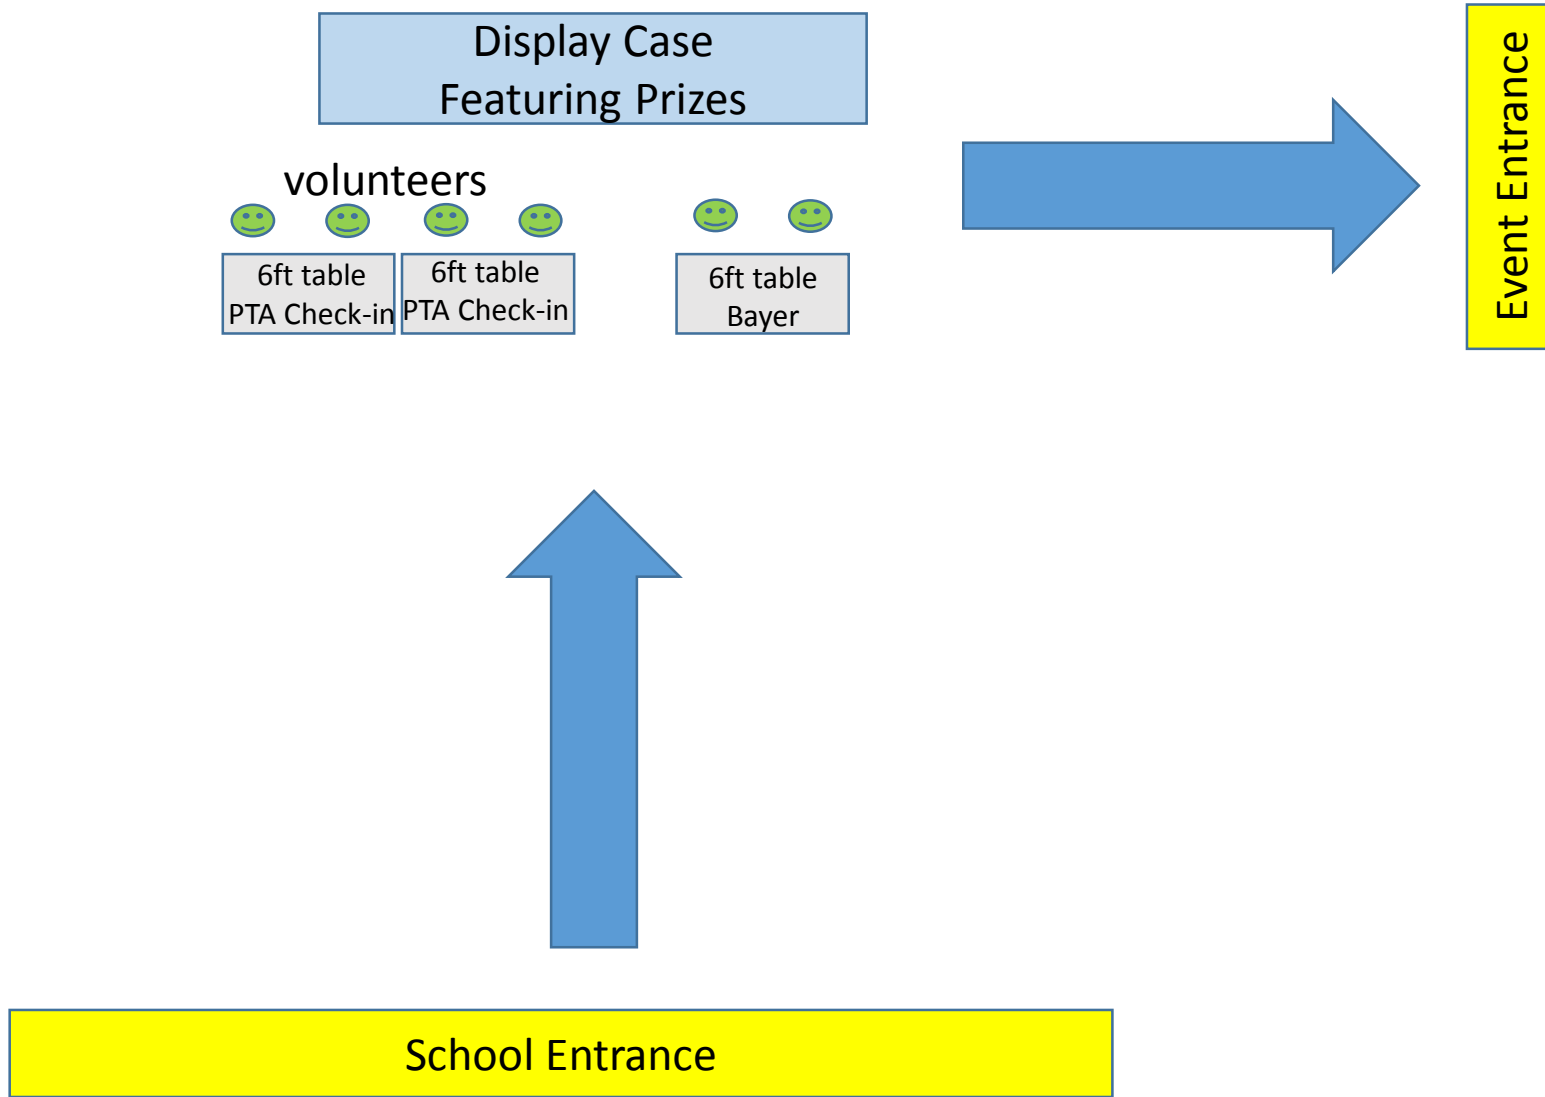 Display Case
Featuring Prizes
Event Entrance
volunteers
6ft table
PTA Check-in
6ft table
PTA Check-in
6ft table
Bayer
School Entrance